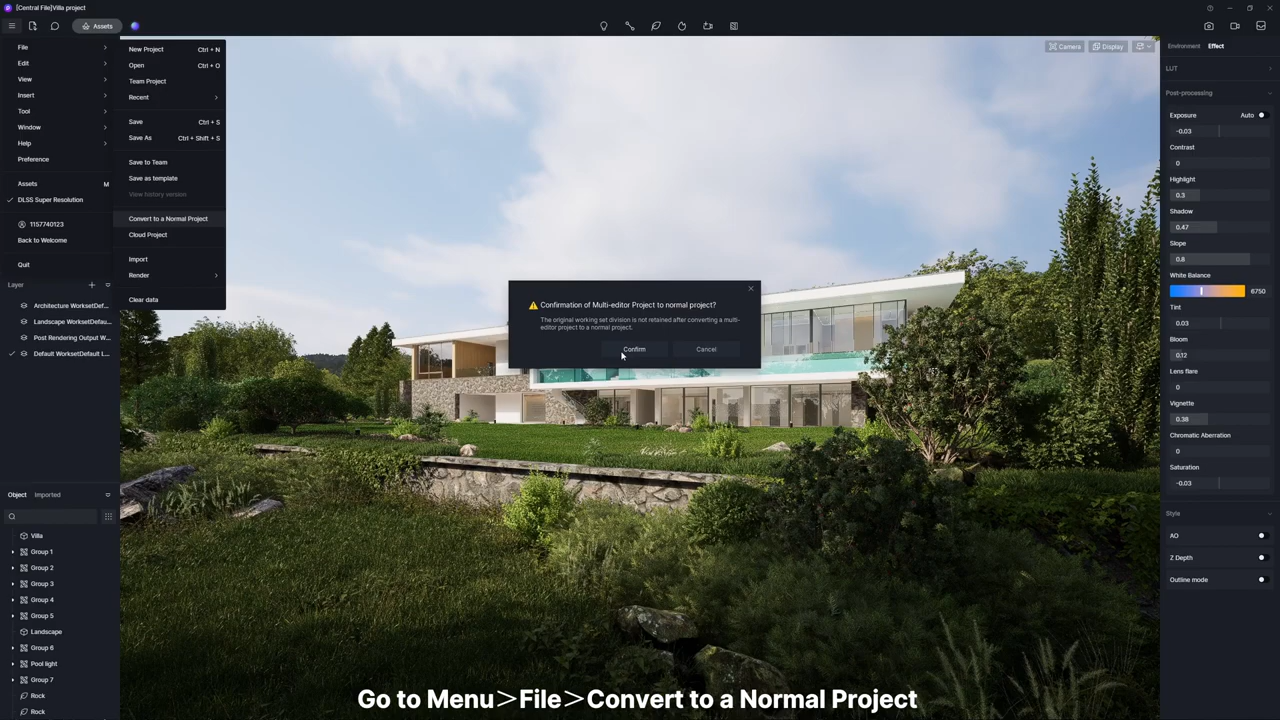 [Central File]Villa project
Assets
File
Edit
View
Insert
Tool
Window
Help
Preference
Assets M
DLSS Super Resolution
1157740123
Back to Welcome
Quit
New Project Ctrl + N
Open Ctrl + O
Team Project
Recent
Save Ctrl + S
Save As Ctrl + Shift + S
Save to Team
Save as template
View history version
Convert to a Normal Project
Cloud Project
Import
Render
Clear data
Layer
Architecture WorksetDef...
Landscape WorksetDefau...
Post Rendering Output W...
Default WorksetDefault L...
Object Imported
Villa
Group 1
Group 2
Group 3
Group 4
Group 5
Landscape
Group 6
Pool light
Group 7
Rock
Rock
Camera Display
Confirmation of Multi-editor Project to normal project?
The original working set division is not retained after converting a multi-
editor project to a normal project.
Confirm Cancel
Environment Effect
LUT
Post-processing
Exposure Auto
-0.03
Contrast
0
Highlight
0.3
Shadow
0.47
Slope
0.8
White Balance
6750
Tint
0.03
Bloom
0.12
Lens flare
0
Vignette
0.38
Chromatic Aberration
0
Saturation
-0.03
Style
AO
Z Depth
Outline mode
Go to Menu>File>Convert to a Normal Project